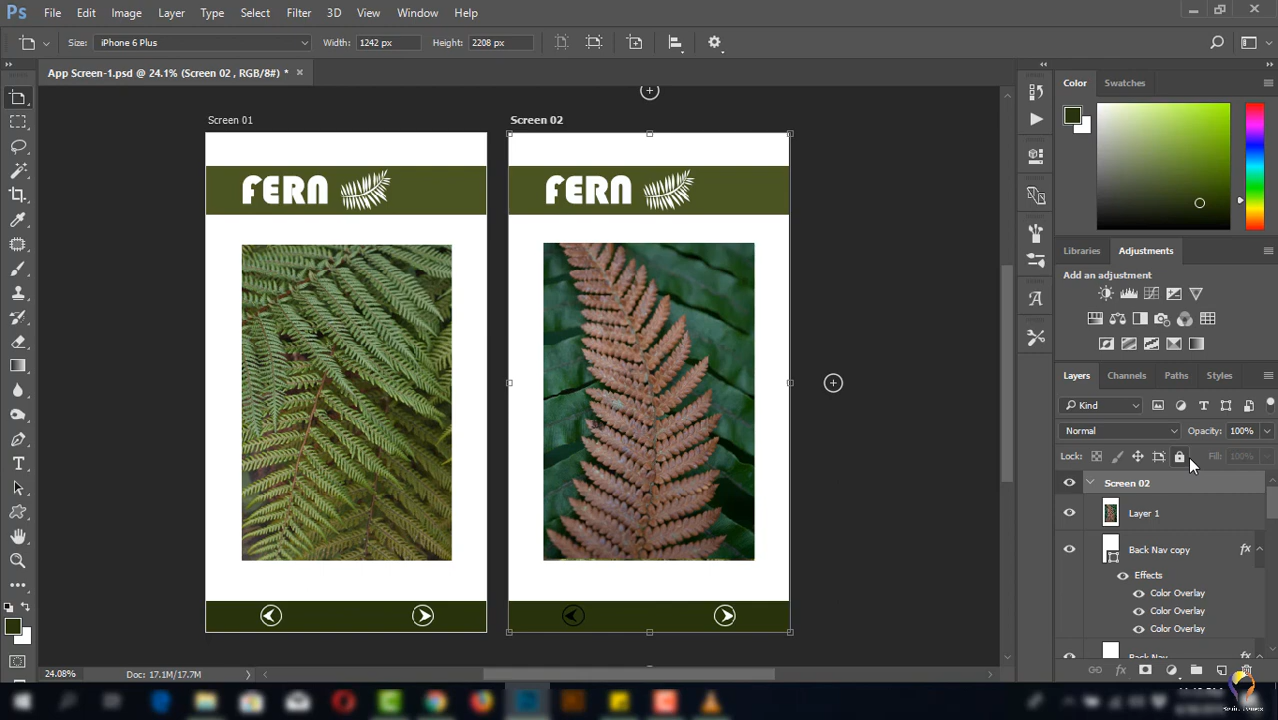 Ps File Edit Image Layer Type Select Filter 3D View Window Help
Size: iPhone 6 Plus Width: 1242 px Height: 2208 px
App Screen-1.psd @ 24.1% (Screen 02 , RGB/8#) *
Color Swatches
Screen 01 Screen 02
FERN FERN
Libraries Adjustments
Add an adjustment
Layers Channels Paths Styles
Kind
Normal Opacity: 100%
Lock: Fill: 100%
Screen 02
Layer 1
Back Nav copy fx
Effects
Color Overlay
Color Overlay
Color Overlay
Back Nav fx
24.08% Doc: 17.1M/17.7M